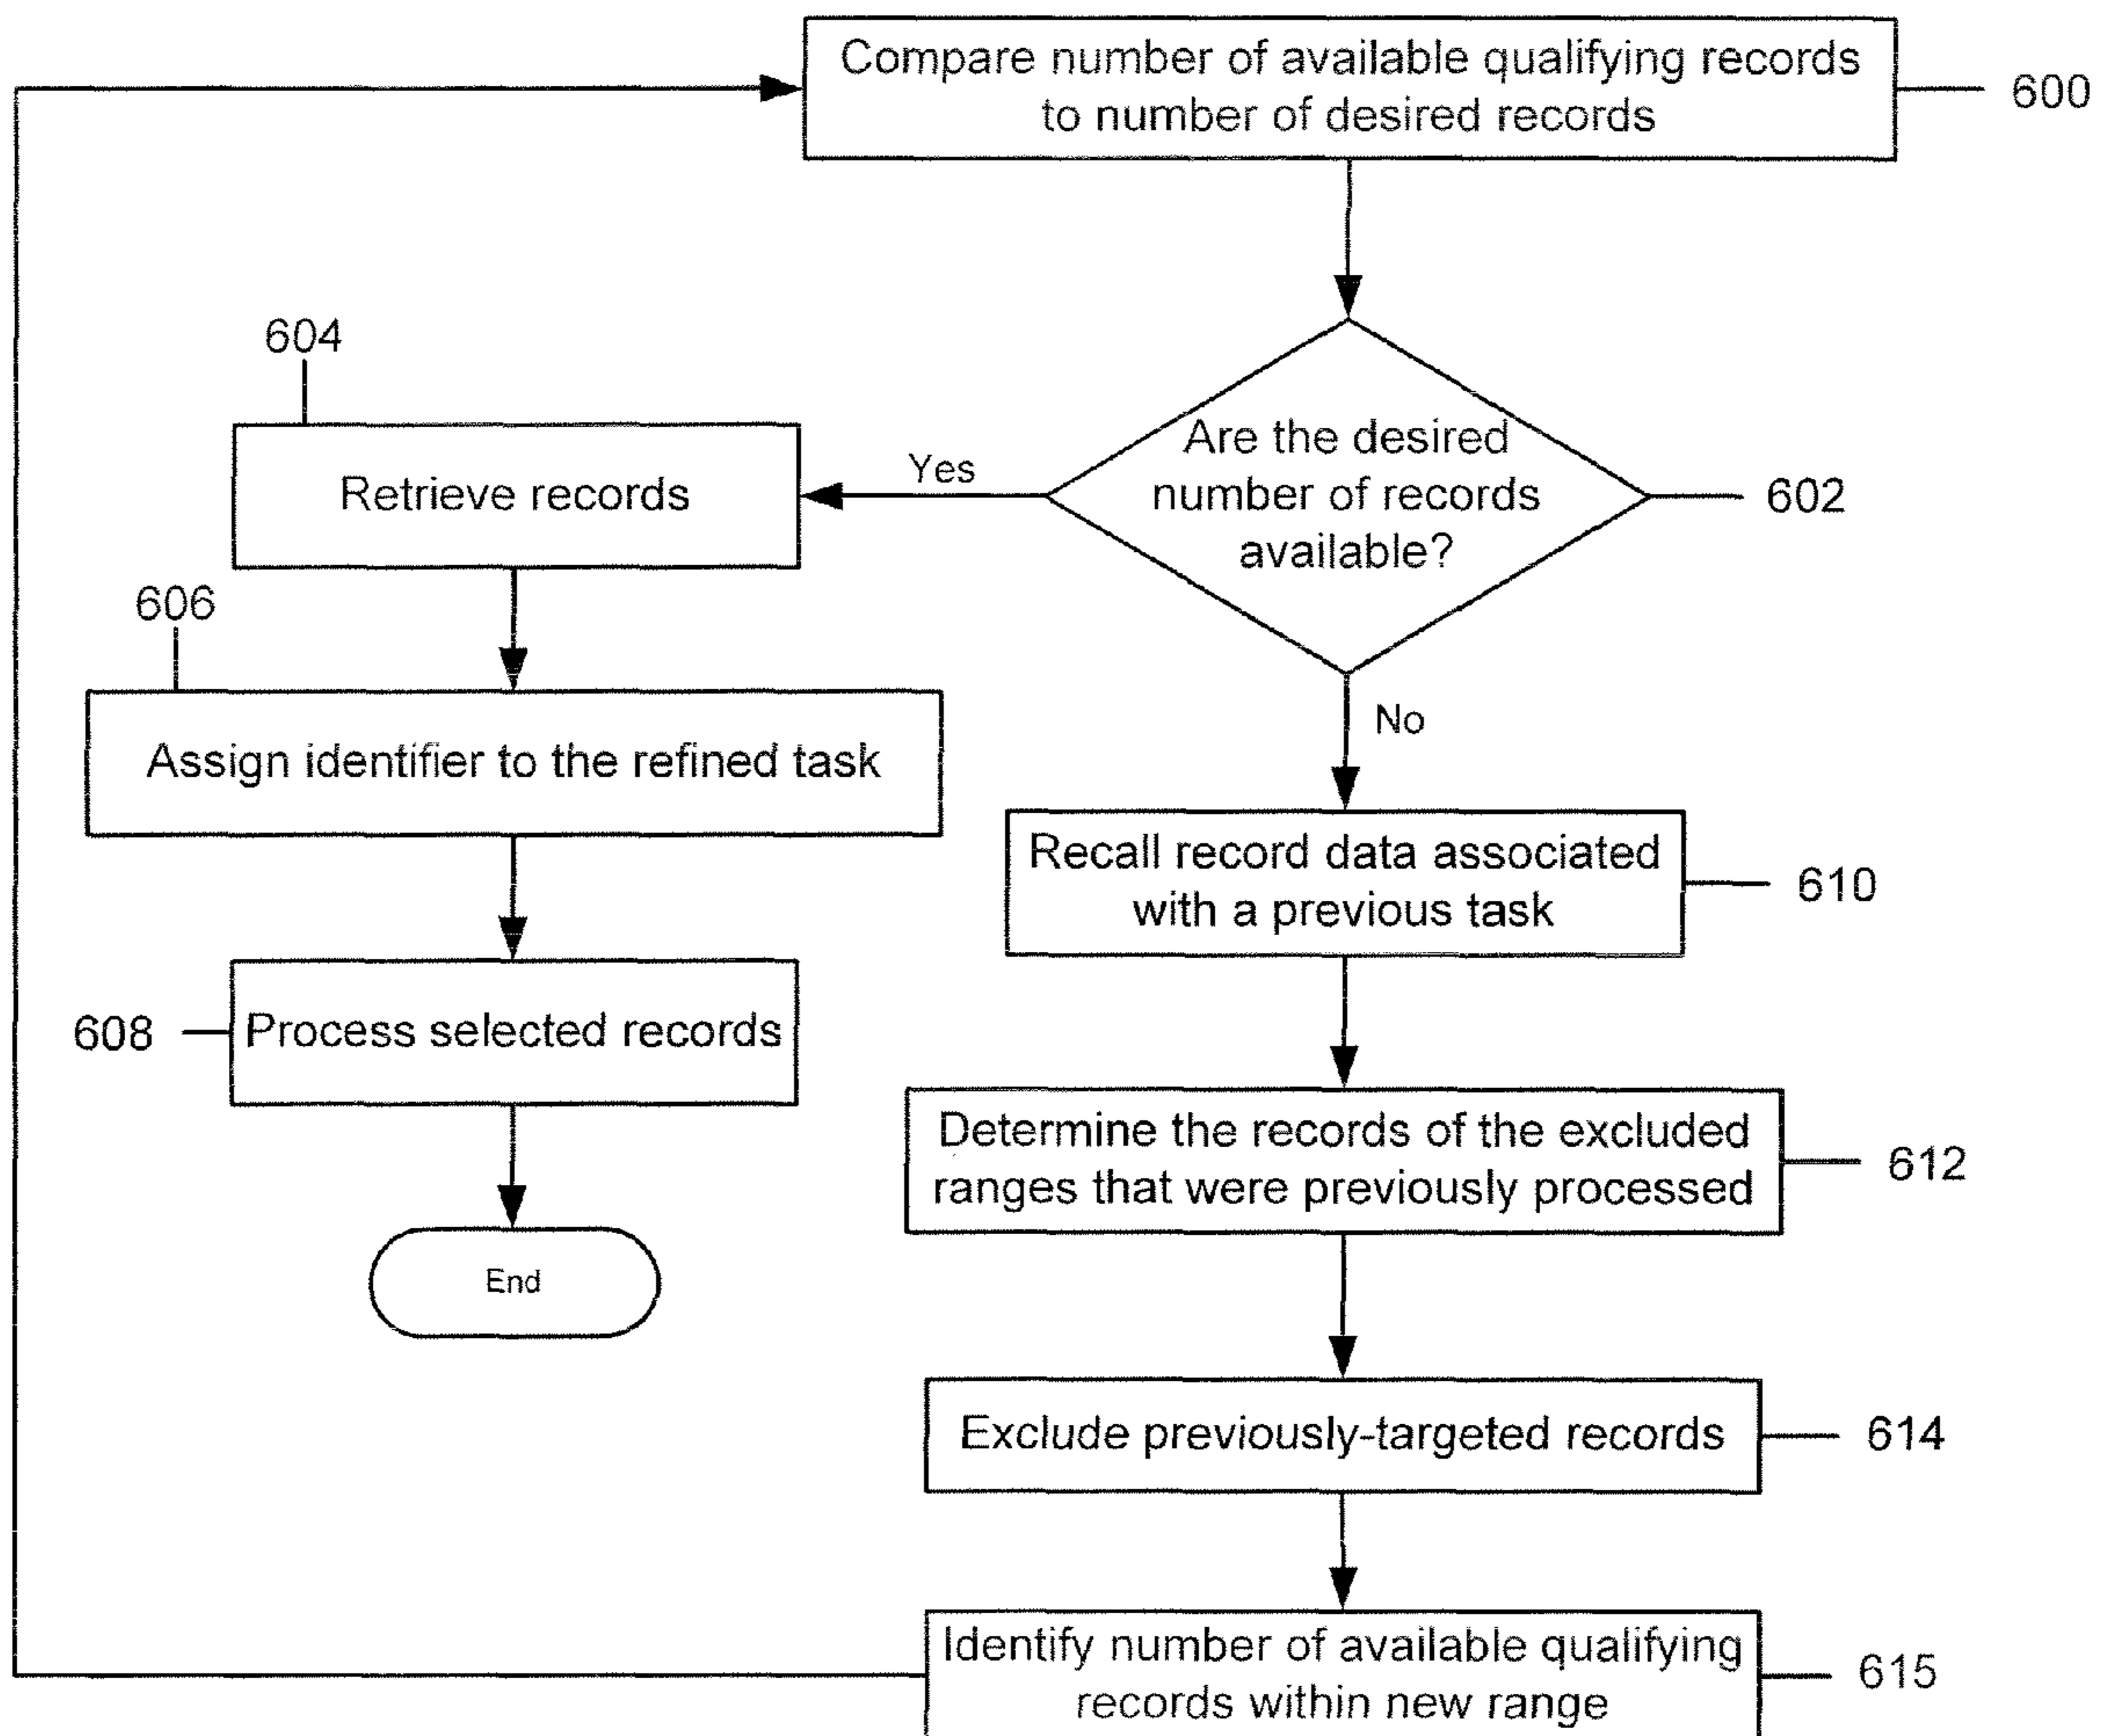 Compare number of available qualifying records
to number of desired records
600
604
Are the desired
number of records
available?
602
Yes
Retrieve records
606
No
Assign identifier to the refined task
Recall record data associated
with a previous task
610
608
Process selected records
Determine the records of the excluded
ranges that were previously processed
612
End
Exclude previously-targeted records
614
Identify number of available qualifying
records within new range
615